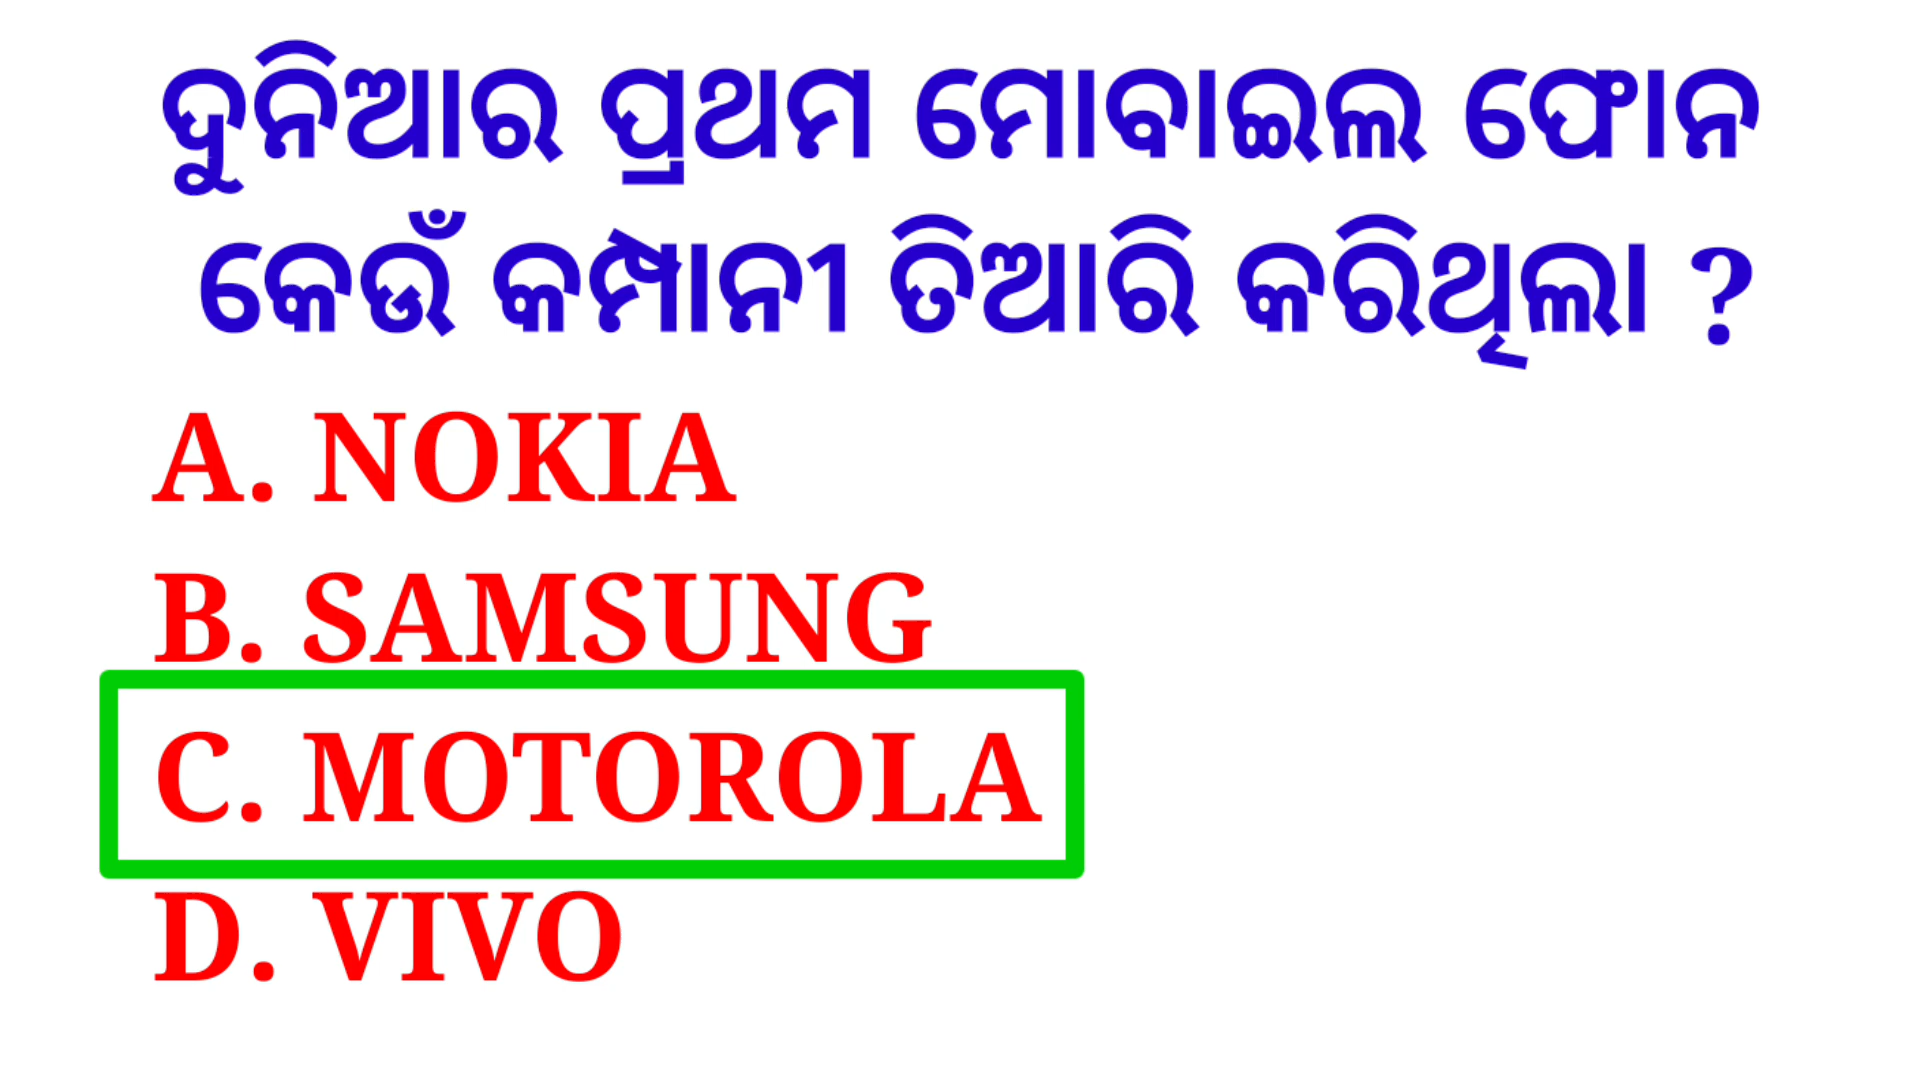 ଦୁନିଆର ପ୍ରଥମ ମୋବାଇଲ ଫୋନ
କେଉଁ କମ୍ପାନୀ ତିଆରି କରିଥିଲା ?
A. NOKIA
B. SAMSUNG
C. MOTOROLA
D. VIVO